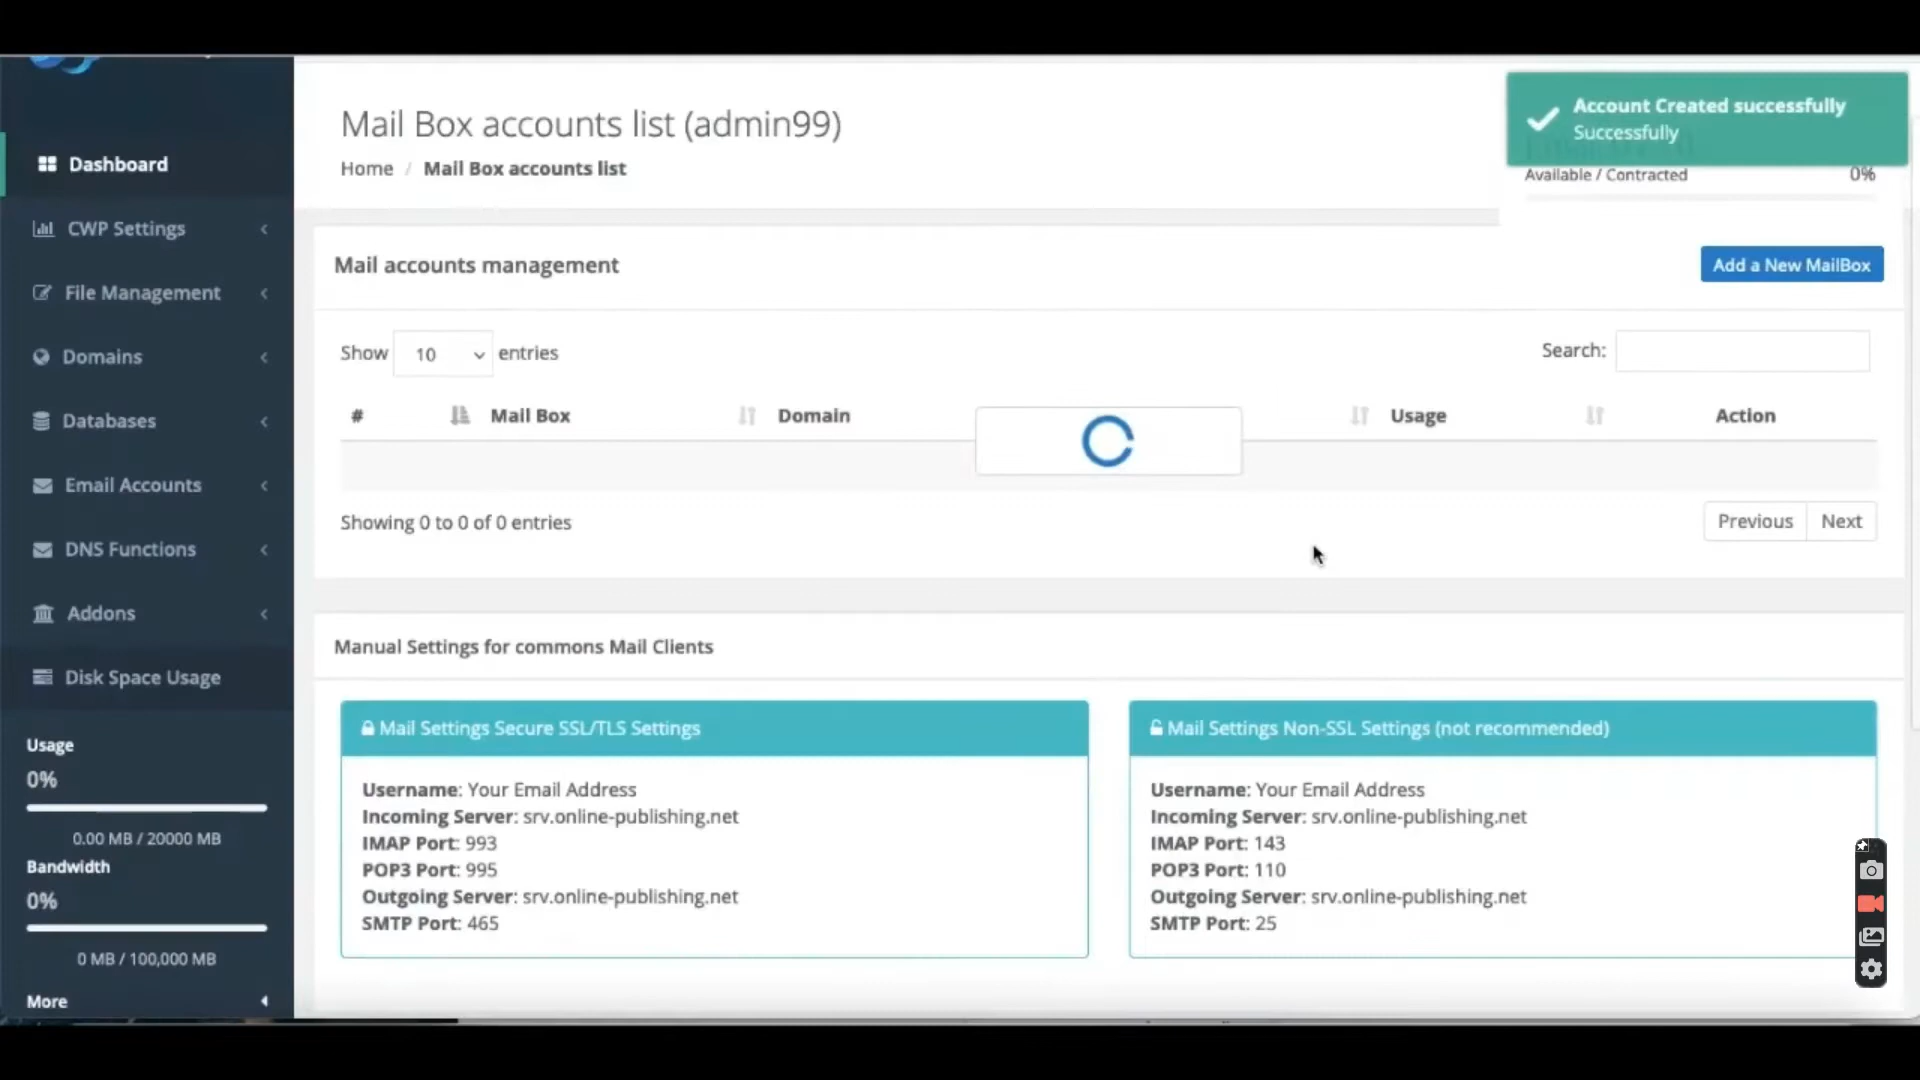 Mail Box accounts list (admin99)
Home / Mail Box accounts list
Account Created successfully
Successfully
Available / Contracted 0%
Dashboard
CWP Settings
File Management
Domains
Databases
Email Accounts
DNS Functions
Addons
Disk Space Usage
Usage
0%
0.00 MB / 20000 MB
Bandwidth
0%
0 MB / 100,000 MB
More
Mail accounts management
Add a New MailBox
Show 10 entries
Search:
# Mail Box Domain Usage Action
Showing 0 to 0 of 0 entries
Previous Next
Manual Settings for commons Mail Clients
Mail Settings Secure SSL/TLS Settings
Username: Your Email Address
Incoming Server: srv.online-publishing.net
IMAP Port: 993
POP3 Port: 995
Outgoing Server: srv.online-publishing.net
SMTP Port: 465
Mail Settings Non-SSL Settings (not recommended)
Username: Your Email Address
Incoming Server: srv.online-publishing.net
IMAP Port: 143
POP3 Port: 110
Outgoing Server: srv.online-publishing.net
SMTP Port: 25